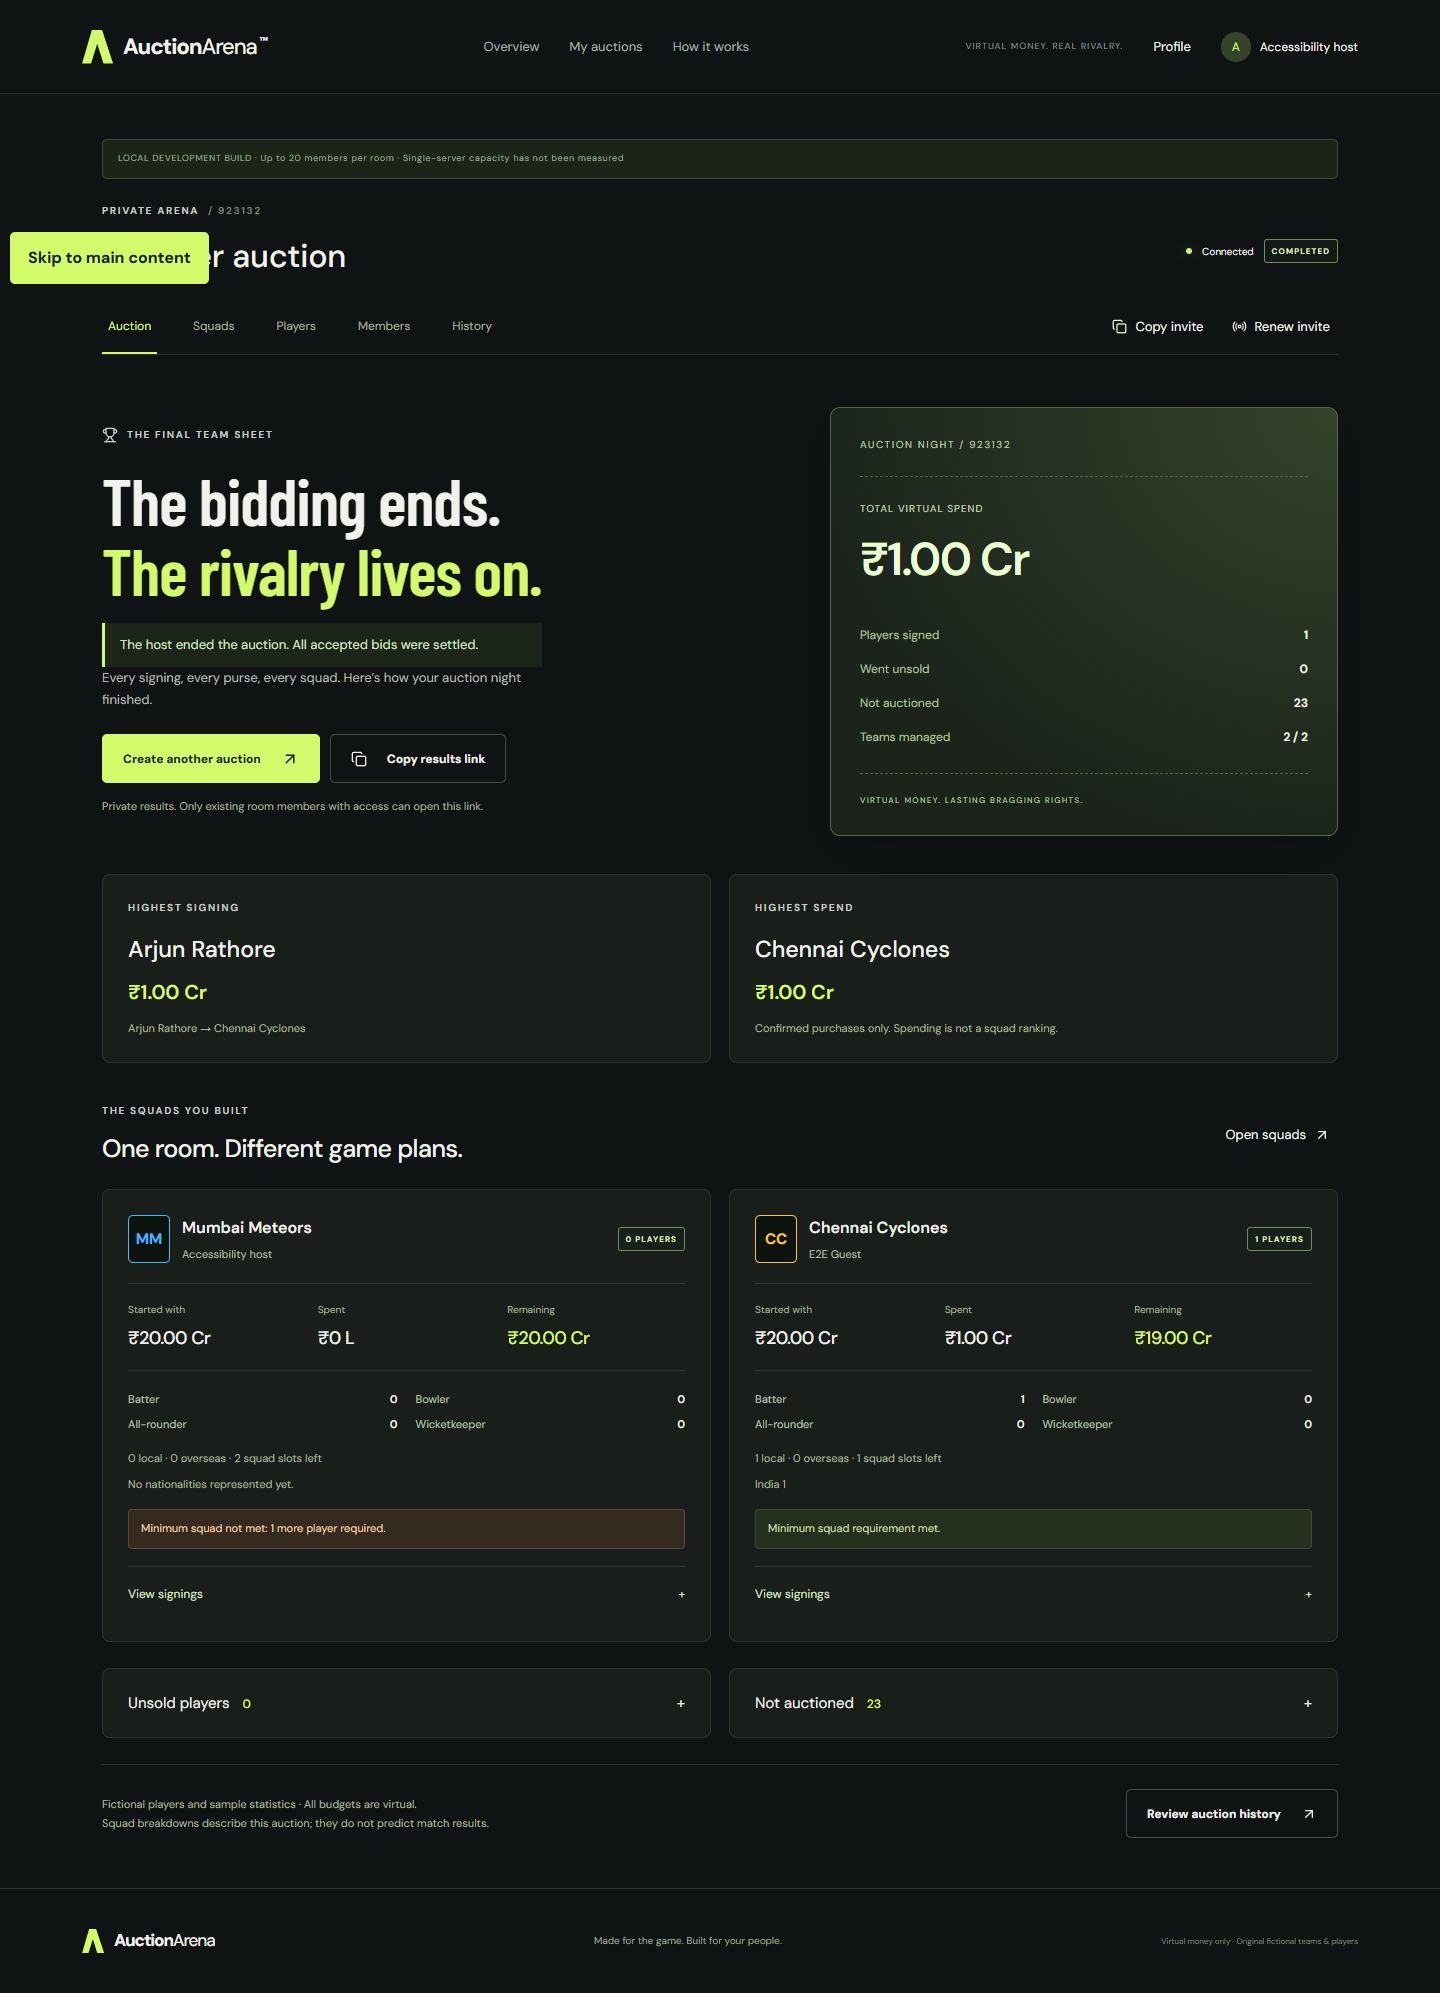 AuctionArena™
Overview
My auctions
How it works
VIRTUAL MONEY. REAL RIVALRY.
Profile
A
Accessibility host
LOCAL DEVELOPMENT BUILD · Up to 20 members per room · Single-server capacity has not been measured
PRIVATE ARENA / 923132
Skip to main content
r auction
Connected
COMPLETED
Auction
Squads
Players
Members
History
Copy invite
Renew invite
THE FINAL TEAM SHEET
The bidding ends.
The rivalry lives on.
The host ended the auction. All accepted bids were settled.
Every signing, every purse, every squad. Here's how your auction night
finished.
Create another auction
Copy results link
Private results. Only existing room members with access can open this link.
AUCTION NIGHT / 923132
TOTAL VIRTUAL SPEND
₹1.00 Cr
Players signed 1
Went unsold 0
Not auctioned 23
Teams managed 2 / 2
VIRTUAL MONEY. LASTING BRAGGING RIGHTS.
HIGHEST SIGNING
Arjun Rathore
₹1.00 Cr
Arjun Rathore → Chennai Cyclones
HIGHEST SPEND
Chennai Cyclones
₹1.00 Cr
Confirmed purchases only. Spending is not a squad ranking.
THE SQUADS YOU BUILT
One room. Different game plans.
Open squads
MM
Mumbai Meteors
Accessibility host
0 PLAYERS
Started with Spent Remaining
₹20.00 Cr ₹0 L ₹20.00 Cr
Batter 0 Bowler 0
All-rounder 0 Wicketkeeper 0
0 local · 0 overseas · 2 squad slots left
No nationalities represented yet.
Minimum squad not met: 1 more player required.
View signings +
CC
Chennai Cyclones
E2E Guest
1 PLAYERS
Started with Spent Remaining
₹20.00 Cr ₹1.00 Cr ₹19.00 Cr
Batter 1 Bowler 0
All-rounder 0 Wicketkeeper 0
1 local · 0 overseas · 1 squad slots left
India 1
Minimum squad requirement met.
View signings +
Unsold players 0 +
Not auctioned 23 +
Fictional players and sample statistics · All budgets are virtual.
Squad breakdowns describe this auction; they do not predict match results.
Review auction history
AuctionArena
Made for the game. Built for your people.
Virtual money only · Original fictional teams & players